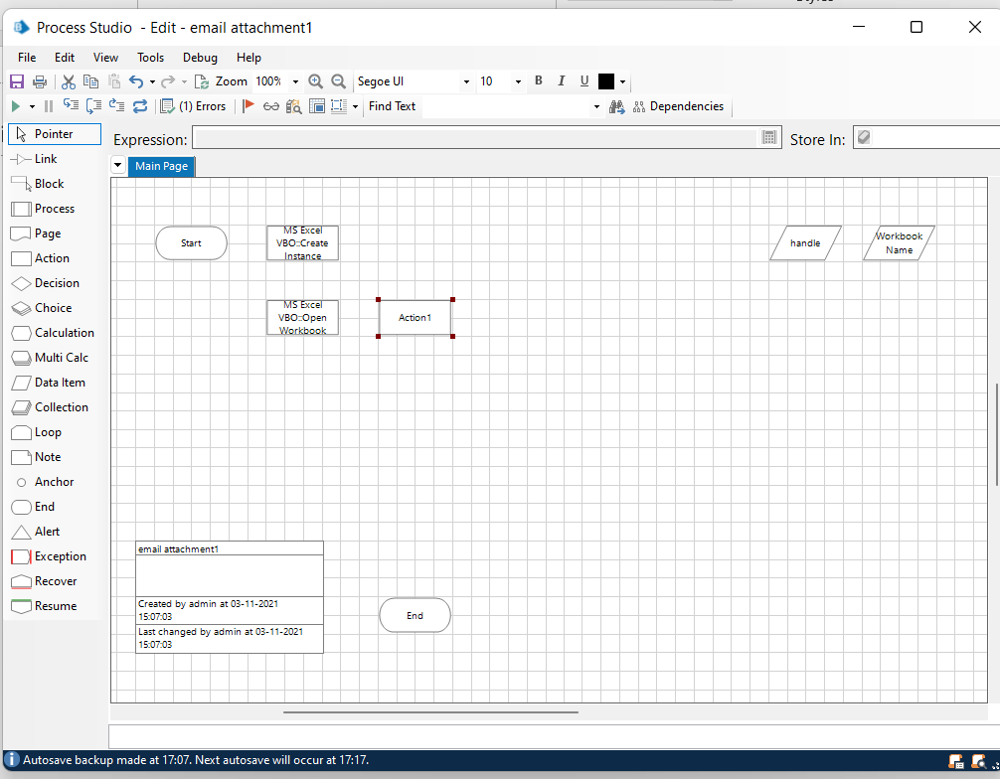 Process Studio - Edit - email attachment1
File Edit View Tools Debug Help
Zoom 100% Segoe UI 10 B I U
(1) Errors Find Text Dependencies
Pointer
Link
Block
Process
Page
Action
Decision
Choice
Calculation
Multi Calc
Data Item
Collection
Loop
Note
Anchor
End
Alert
Exception
Recover
Resume
Expression:
Store In:
Main Page
Start
MS Excel
VBO::Create
Instance
handle
Workbook
Name
MS Excel
VBO::Open
Workbook
Action1
email attachment1
Created by admin at 03-11-2021
15:07:03
Last changed by admin at 03-11-2021
15:07:03
End
Autosave backup made at 17:07. Next autosave will occur at 17:17.